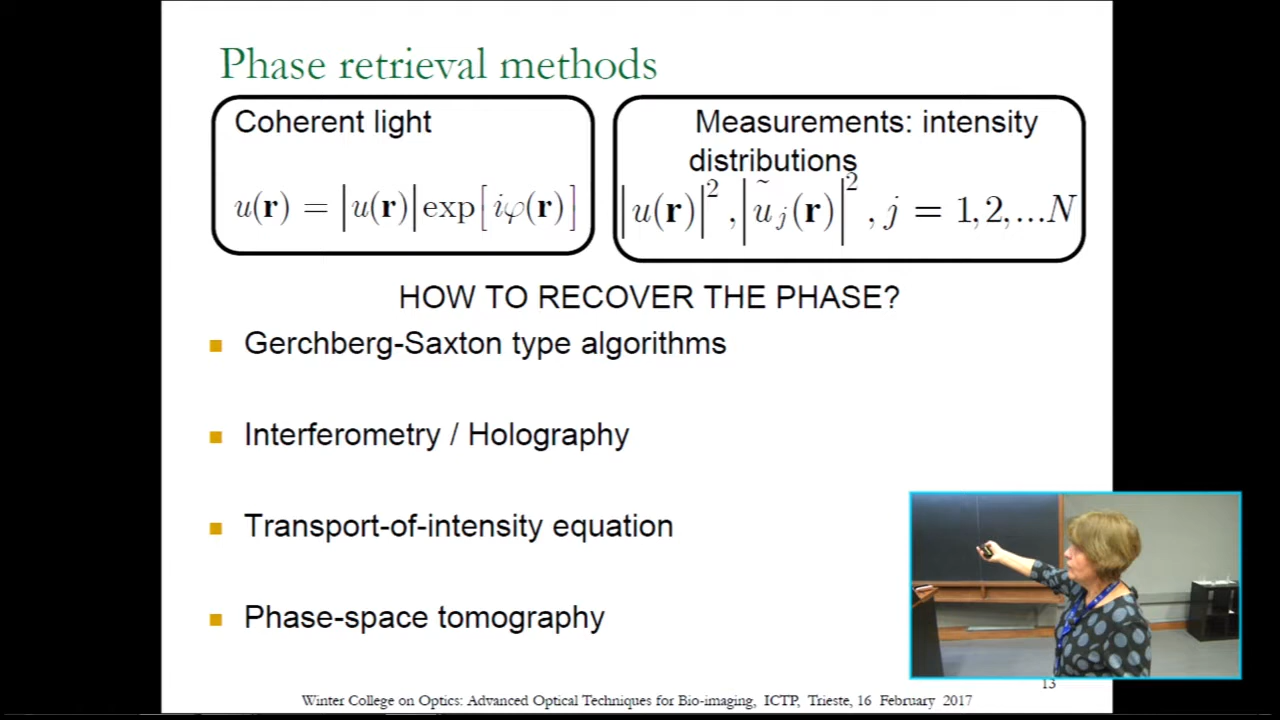 Phase retrieval methods
Coherent light
u(r) = |u(r)| exp[iφ(r)]
Measurements: intensity
distributions
|u(r)|², |ũⱼ(r)|², j = 1,2,...N
HOW TO RECOVER THE PHASE?
Gerchberg-Saxton type algorithms
Interferometry / Holography
Transport-of-intensity equation
Phase-space tomography
13
Winter College on Optics: Advanced Optical Techniques for Bio-imaging, ICTP, Trieste, 16 February 2017